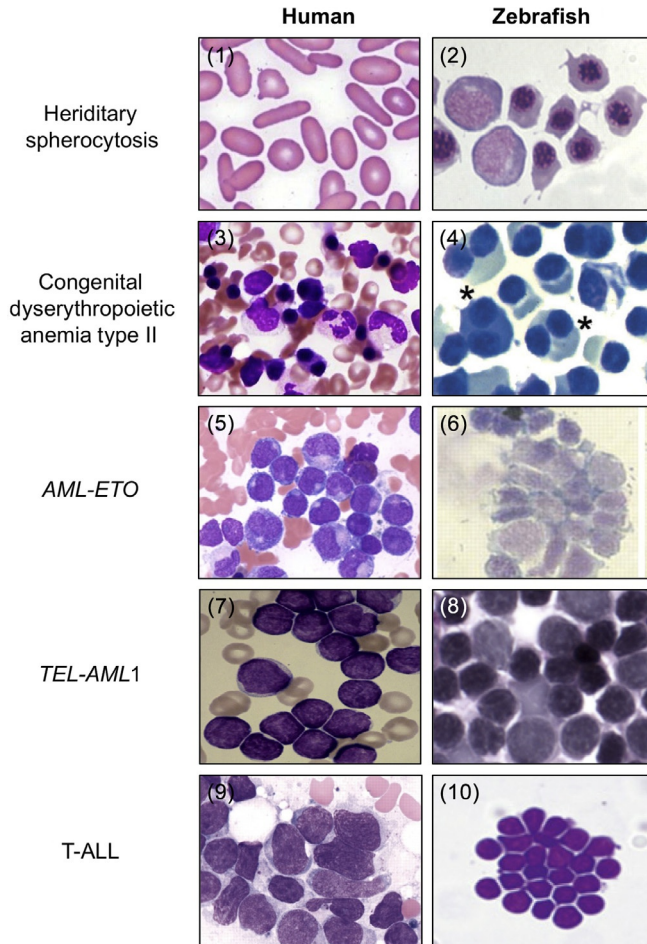 Human Zebrafish
(1) (2)
Heriditary
spherocytosis
(3) (4)
Congenital
dyserythropoietic
anemia type II
* *
(5) (6)
AML-ETO
(7) (8)
TEL-AML1
(9) (10)
T-ALL